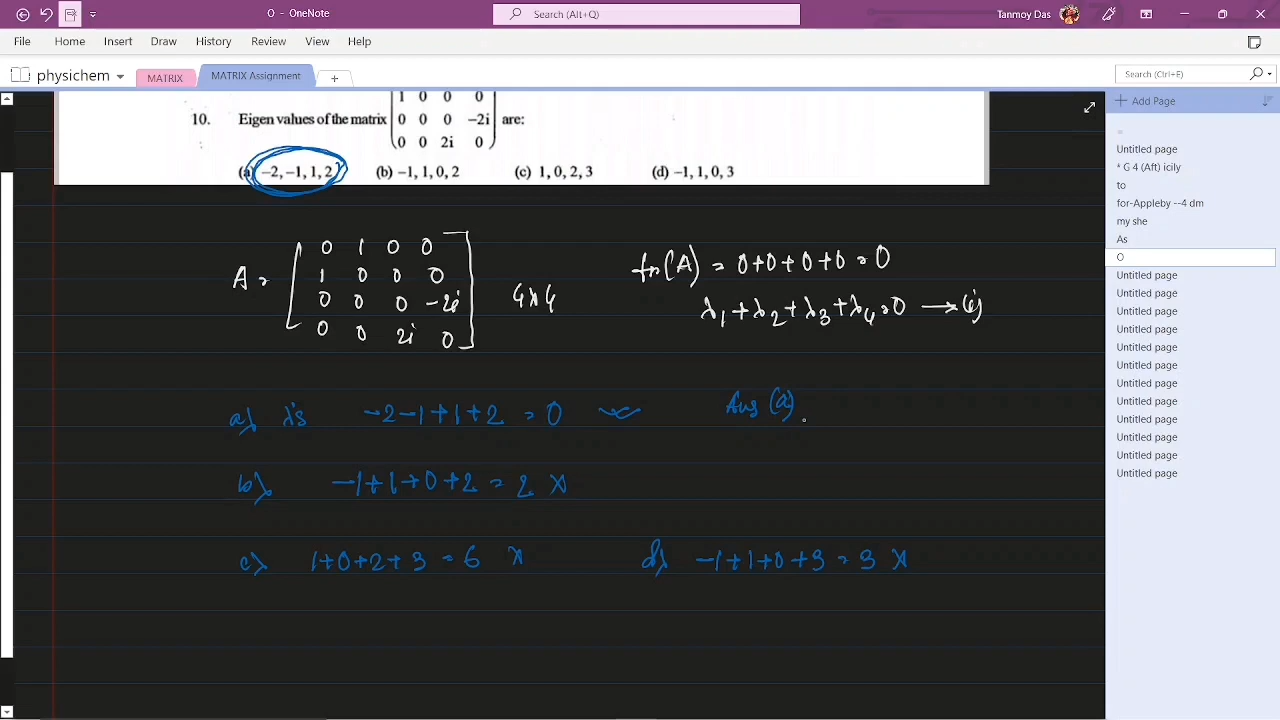 O - OneNote
Search (Alt+Q)
Tanmoy Das
File Home Insert Draw History Review View Help
physichem MATRIX MATRIX Assignment +
Search (Ctrl+E)
Add Page
1 0 0 0
10. Eigen values of the matrix 0 0 0 -2i are:
0 0 2i 0
(a) -2, -1, 1, 2 (b) -1, 1, 0, 2 (c) 1, 0, 2, 3 (d) -1, 1, 0, 3
0 1 0 0
A = 1 0 0 0
0 0 0 -2i
0 0 2i 0
4x4
tr(A) = 0+0+0+0 = 0
λ1+λ2+λ3+λ4=0 → (i)
a) λ's -2-1+1+2 = 0 Ans (a)
b) -1+1+0+2 = 2 x
c) 1+0+2+3 = 6 x d) -1+1+0+3 = 3 x
Untitled page
* G 4 (Aft) icily
to
for-Appleby --4 dm
my she
As
O
Untitled page
Untitled page
Untitled page
Untitled page
Untitled page
Untitled page
Untitled page
Untitled page
Untitled page
Untitled page
Untitled page
Untitled page